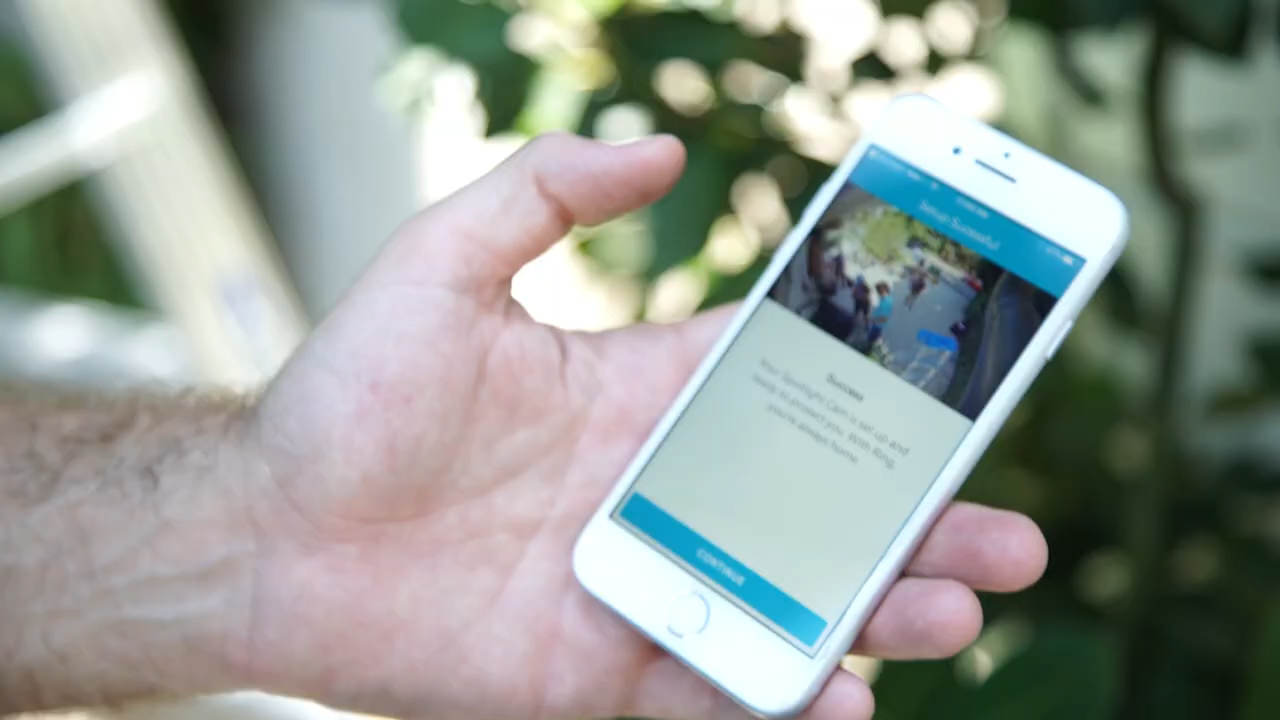 Setup Successful
Success
Your Spotlight Cam is set up and
ready to protect you. With Ring,
you're always home.
CONTINUE